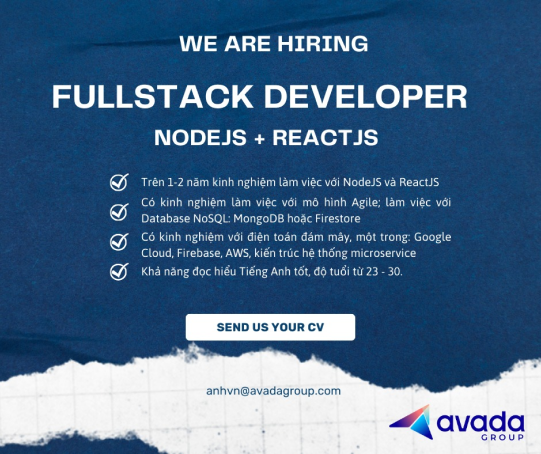 WE ARE HIRING
FULLSTACK DEVELOPER
NODEJS + REACTJS
Trên 1-2 năm kinh nghiệm làm việc với NodeJS và ReactJS
Có kinh nghiệm làm việc với mô hình Agile; làm việc với
Database NoSQL: MongoDB hoặc Firestore
Có kinh nghiệm với điện toán đám mây, một trong: Google
Cloud, Firebase, AWS, kiến trúc hệ thống microservice
Khả năng đọc hiểu Tiếng Anh tốt, độ tuổi từ 23 - 30.
SEND US YOUR CV
anhvn@avadagroup.com
avada
GROUP